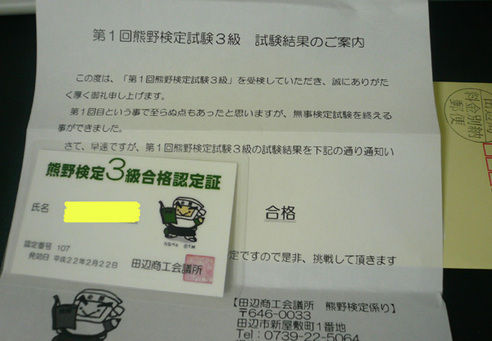 第1回熊野検定試験3級 試験結果のご案内
この度は、「第1回熊野検定試験3級」を受検していただき、誠にありがた
く厚く御礼申し上げます。
第1回目という事で至らぬ点もあったと思いますが、無事検定試験を終える
事ができました。
さて、早速ですが、第1回熊野検定試験3級の試験結果を下記の通り通知い
合格
定ですので是非、挑戦して頂きます
【田辺商工会議所 熊野検定係り】
〒646-0033
田辺市新屋敷町1番地
Tel:0739-22-5064
熊野検定3級合格認定証
氏名
認定番号 107
発効日 平成22年2月22日
田辺商工会議所
料金別納
郵便